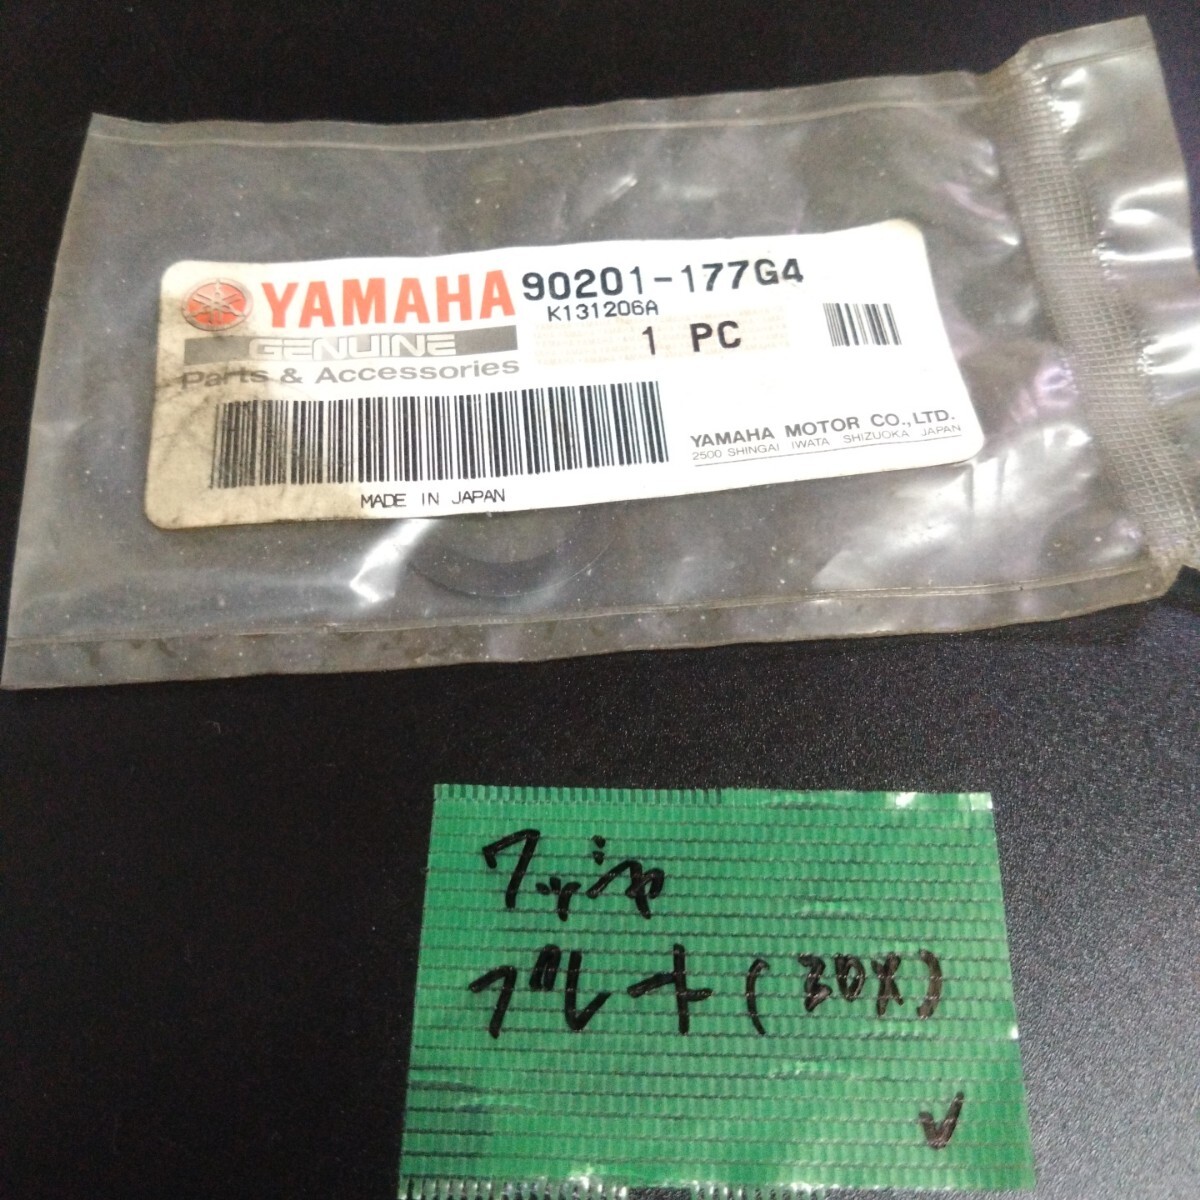 YAMAHA 90201-177G4
K131206A
GENUINE 1 PC
Parts & Accessories
YAMAHA MOTOR CO.,LTD.
2500 SHINGAI IWATA SHIZUOKA JAPAN
MADE IN JAPAN
ワッシャ
プレート(30X)